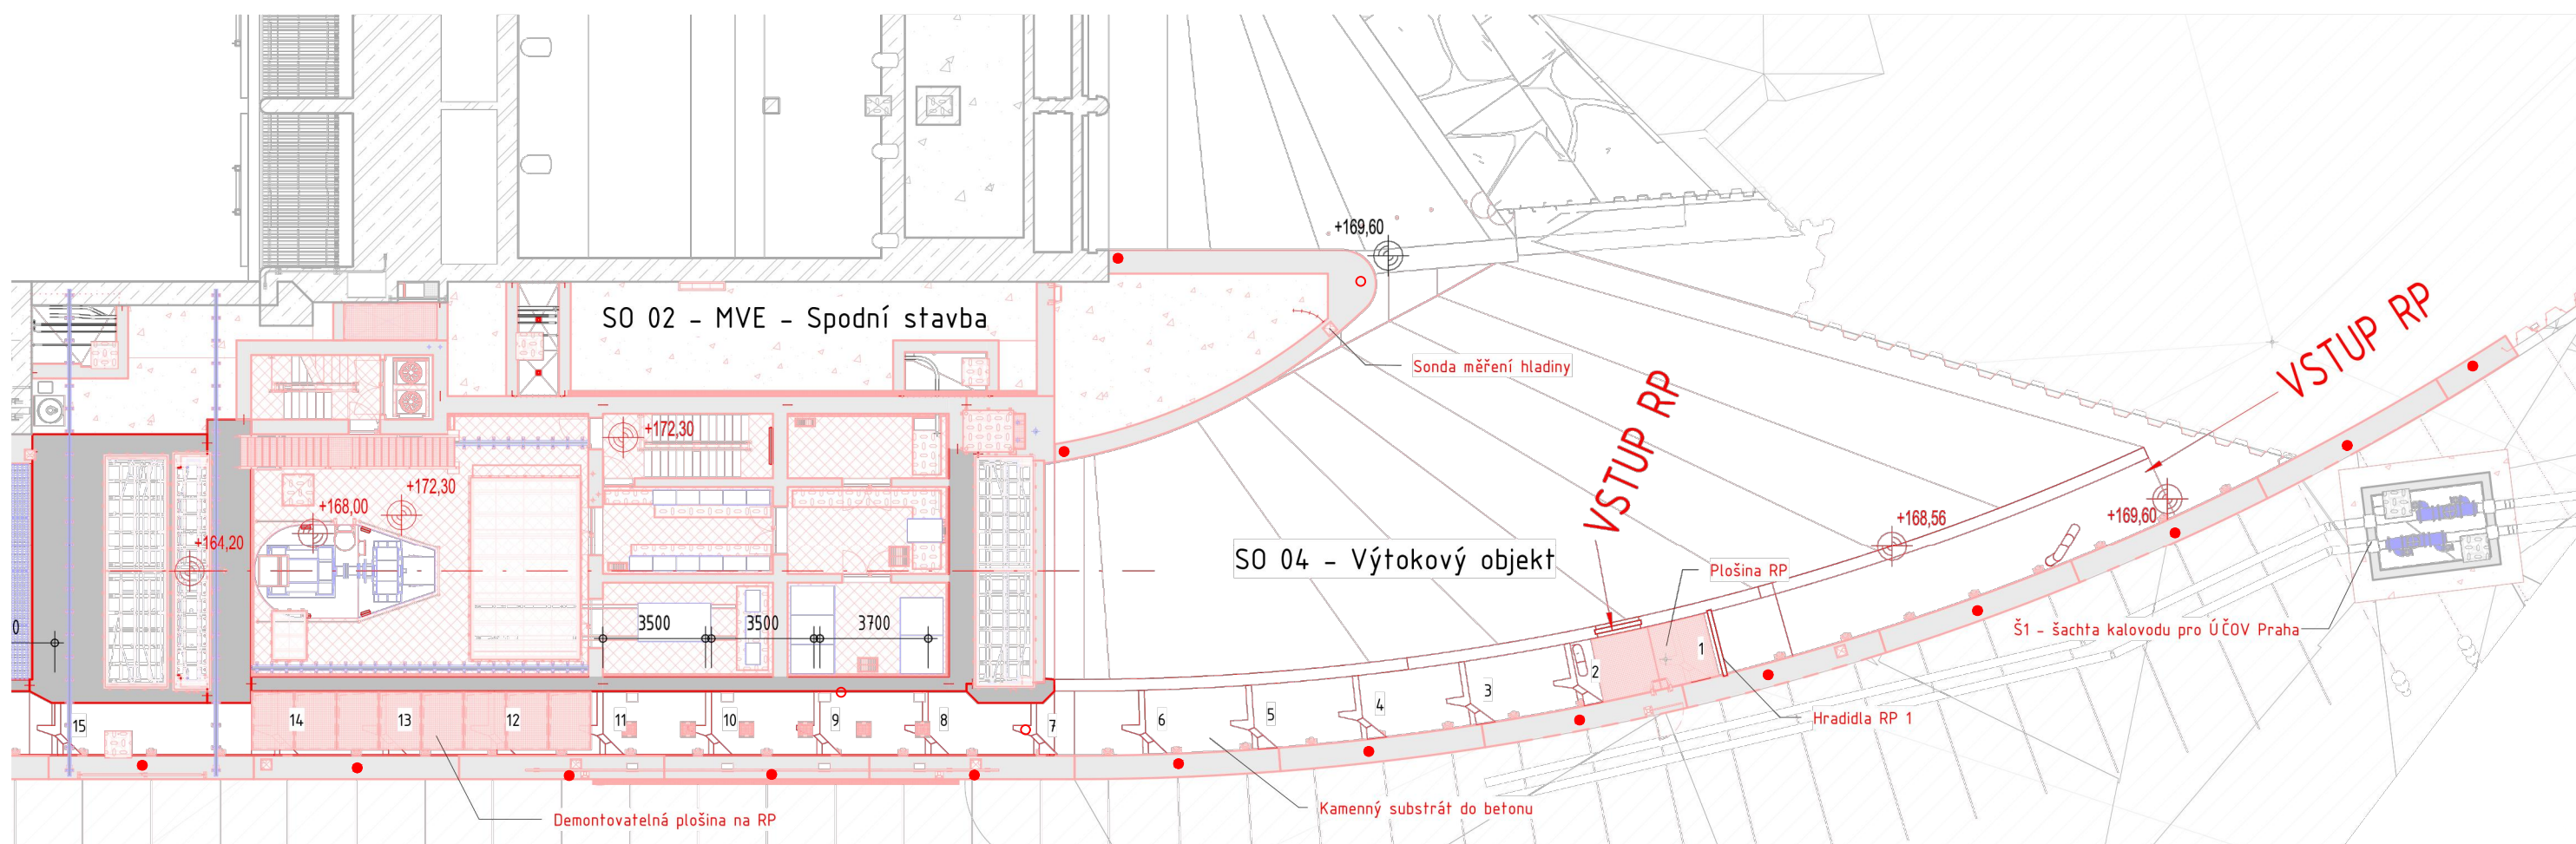 +169,60
SO 02 - MVE - Spodní stavba
VSTUP RP
Sonda měření hladiny
VSTUP RP
+172,30
+172,30
+168,00
+164,20
+168,56
+169,60
SO 04 - Výtokový objekt
Plošina RP
3500
3500
3700
0
Š1 - šachta kalovodu pro ÚČOV Praha
1
2
3
4
5
6
7
8
9
10
11
12
13
14
15
Hradidla RP 1
Kamenný substrát do betonu
Demontovatelná plošina na RP